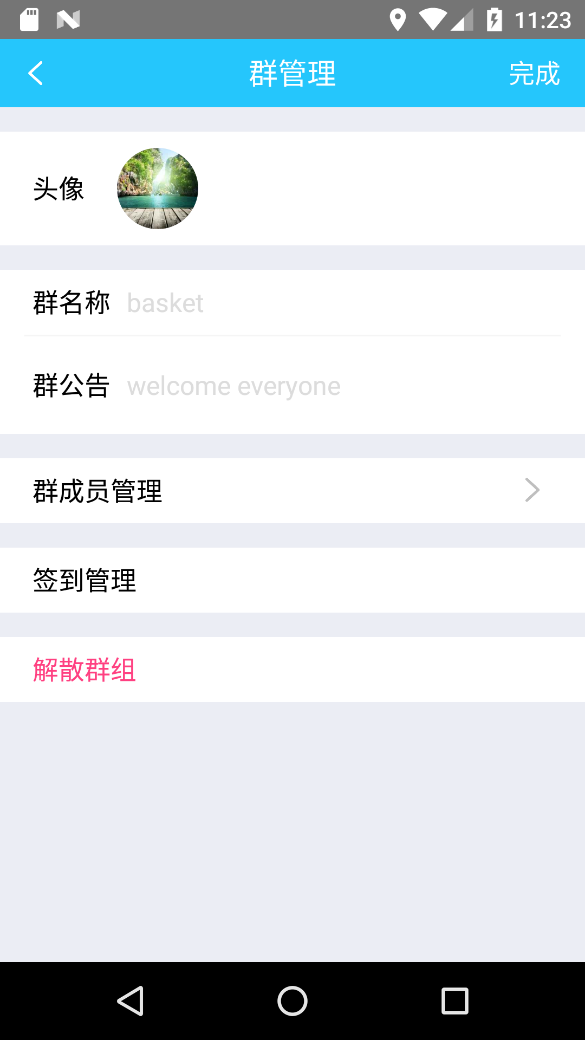 11:23
群管理
完成
头像
群名称 basket
群公告 welcome everyone
群成员管理
签到管理
解散群组